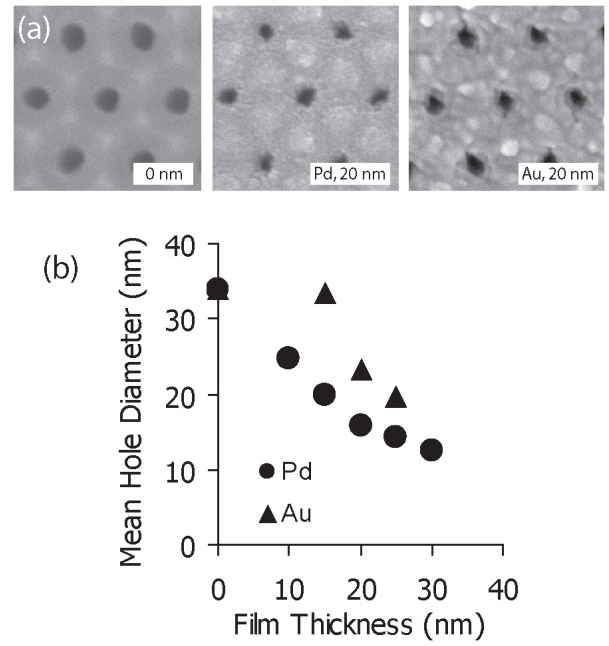 (a)
0 nm
Pd, 20 nm
Au, 20 nm
(b)
Mean Hole Diameter (nm)
40
30
20
10
0
Pd
Au
0 10 20 30 40
Film Thickness (nm)